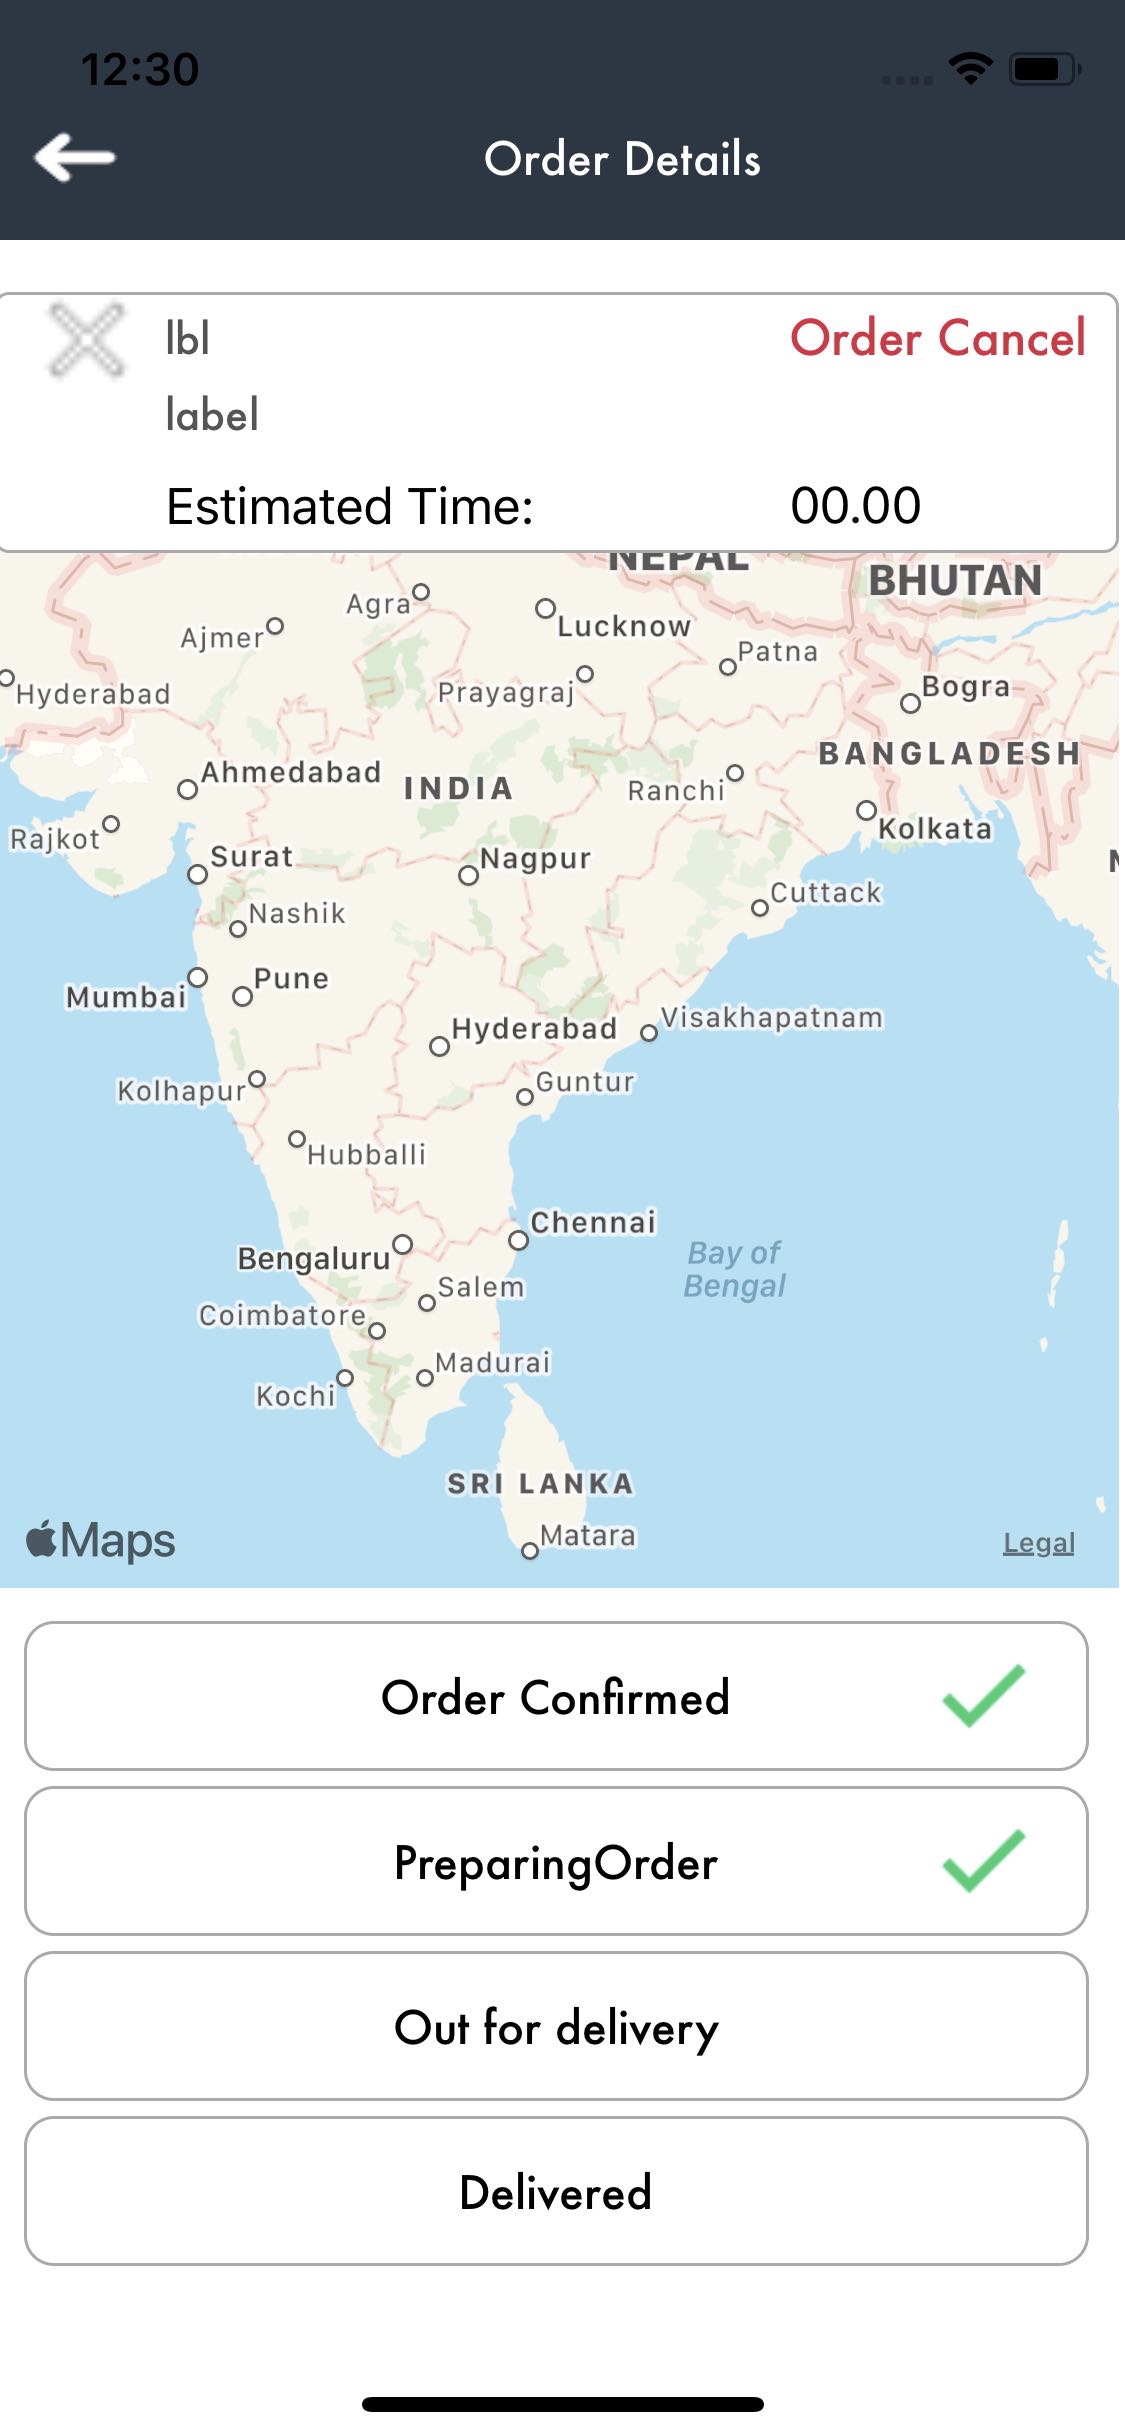 12:30
Order Details
lbl
Order Cancel
label
Estimated Time:
00.00
NEPAL
BHUTAN
Agra
Lucknow
Ajmer
Patna
Hyderabad
Prayagraj
Bogra
BANGLADESH
Ahmedabad
INDIA
Ranchi
Rajkot
Kolkata
Surat
Nagpur
Cuttack
Nashik
Pune
Mumbai
Hyderabad
Visakhapatnam
Kolhapur
Guntur
Hubballi
Chennai
Bengaluru
Bay of
Bengal
Salem
Coimbatore
Madurai
Kochi
SRI LANKA
Matara
Maps
Legal
Order Confirmed
PreparingOrder
Out for delivery
Delivered